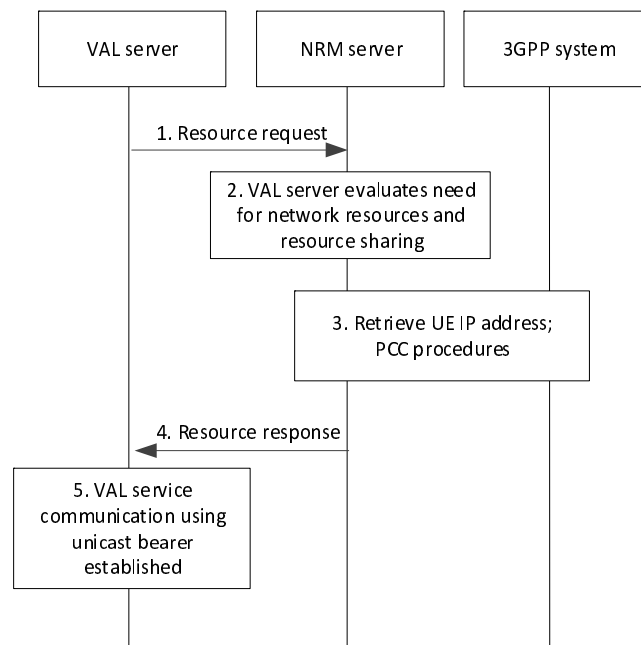 VAL server
NRM server
3GPP system
1. Resource request
2. VAL server evaluates need
for network resources and
resource sharing
3. Retrieve UE IP address;
PCC procedures
4. Resource response
5. VAL service
communication using
unicast bearer
established